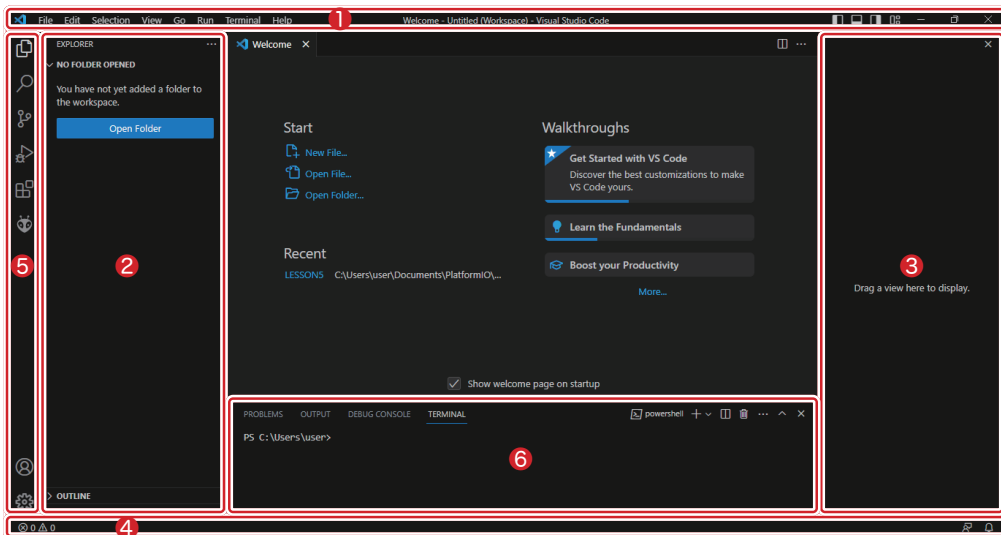 File Edit Selection View Go Run Terminal Help
1
Welcome - Untitled (Workspace) - Visual Studio Code
EXPLORER
NO FOLDER OPENED
You have not yet added a folder to
the workspace.
Open Folder
5
2
OUTLINE
Welcome
Start
New File...
Open File...
Open Folder...
Recent
LESSON5 C:\Users\user\Documents\PlatformIO\...
Walkthroughs
Get Started with VS Code
Discover the best customizations to make
VS Code yours.
Learn the Fundamentals
Boost your Productivity
More...
Show welcome page on startup
3
Drag a view here to display.
PROBLEMS OUTPUT DEBUG CONSOLE TERMINAL
powershell
PS C:\Users\user>
6
0 0
4